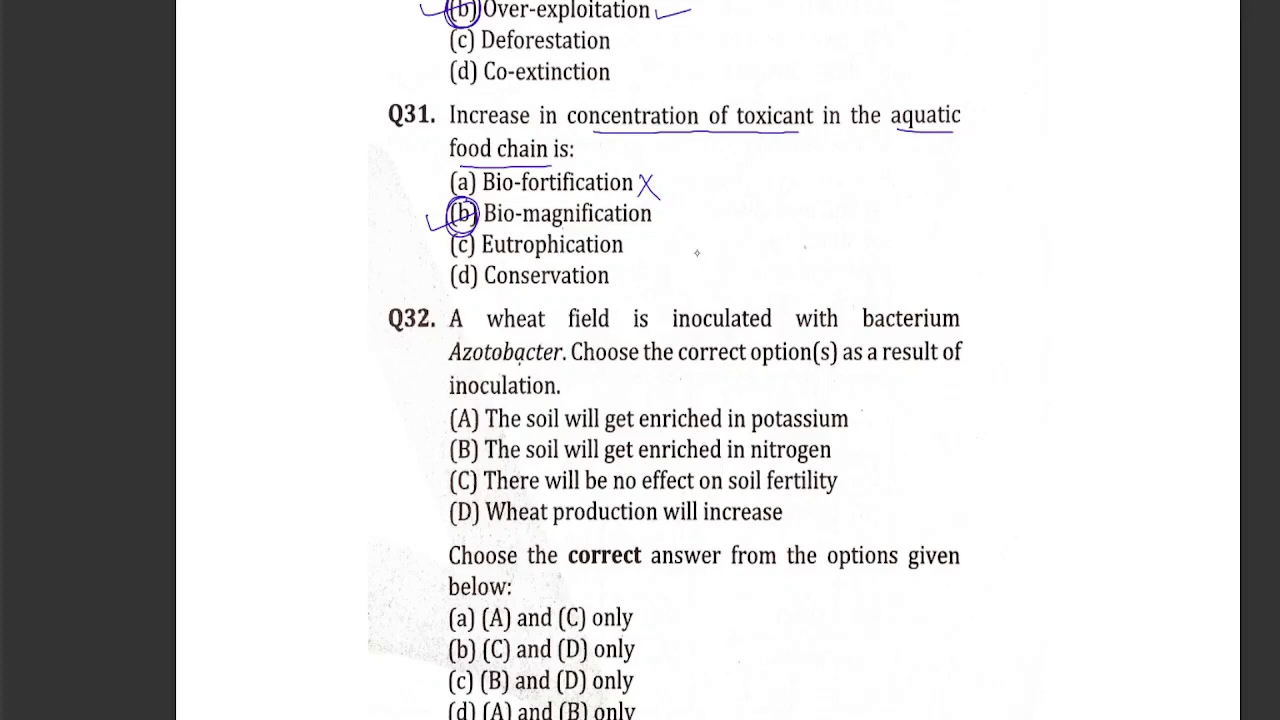 (b) Over-exploitation
(c) Deforestation
(d) Co-extinction
Q31. Increase in concentration of toxicant in the aquatic
food chain is:
(a) Bio-fortification
(b) Bio-magnification
(c) Eutrophication
(d) Conservation
Q32. A wheat field is inoculated with bacterium
Azotobacter. Choose the correct option(s) as a result of
inoculation.
(A) The soil will get enriched in potassium
(B) The soil will get enriched in nitrogen
(C) There will be no effect on soil fertility
(D) Wheat production will increase
Choose the correct answer from the options given
below:
(a) (A) and (C) only
(b) (C) and (D) only
(c) (B) and (D) only
(d) (A) and (B) only